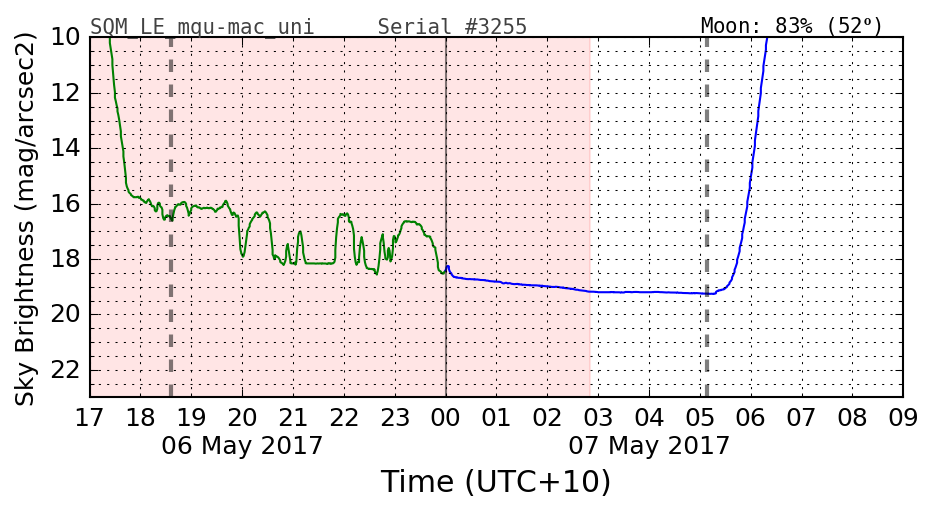 SQM_LE_mqu-mac_uni Serial #3255 Moon: 83% (52°)
Sky Brightness (mag/arcsec2)
10
12
14
16
18
20
22
17 18 19 20 21 22 23 00 01 02 03 04 05 06 07 08 09
06 May 2017 07 May 2017
Time (UTC+10)